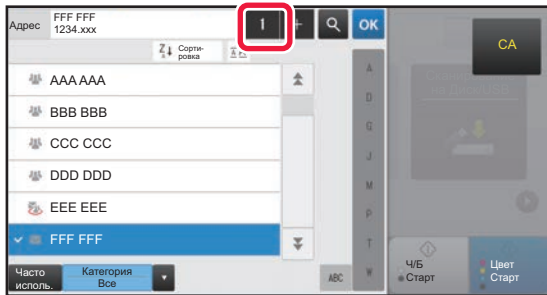 Адрес
FFF FFF
1234.xxx
1
+
OK
CA
Z
A
Сорти-
ровка
AAA AAA
BBB BBB
CCC CCC
DDD DDD
EEE EEE
FFF FFF
A
D
G
J
M
P
T
W
Часто
исполь.
Категория
Все
ABC
Ч/Б
Старт
Цвет
Старт